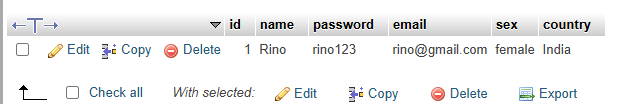 id name password email sex country
Edit Copy Delete 1 Rino rino123 rino@gmail.com female India
Check all With selected: Edit Copy Delete Export